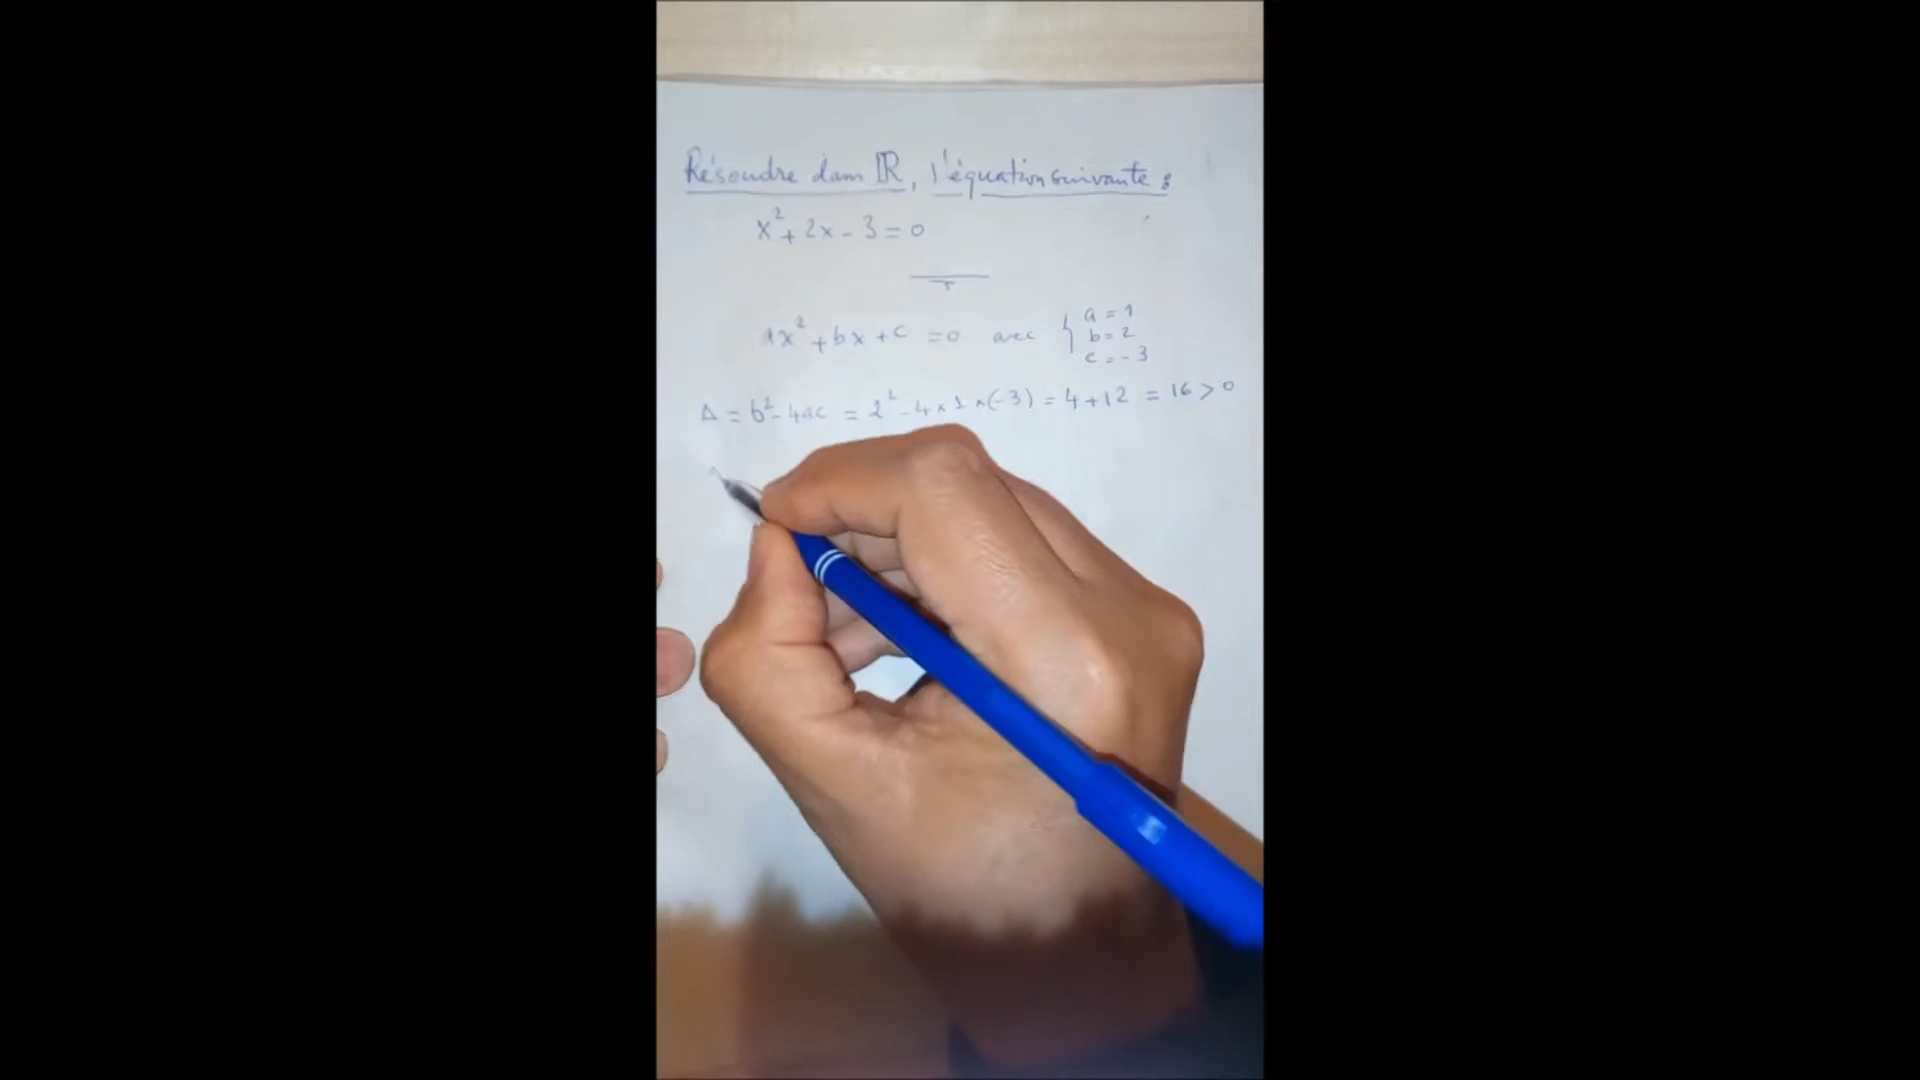 Résoudre dans ℝ, l'équation suivante :
x² + 2x - 3 = 0
ax² + bx + c = 0 avec { a = 1
b = 2
c = - 3
Δ = b² - 4ac = 2² - 4 × 1 × (-3) = 4 + 12 = 16 > 0